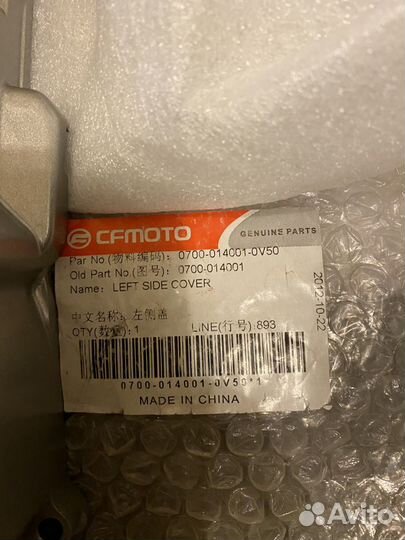 CFMOTO
GENUINE PARTS
Par No(物料编码): 0700-014001-0V50
Old Part No.(图号): 0700-014001
Name: LEFT SIDE COVER
中文名称: 左侧盖
QTY(数量): 1 LINE(行号) 893
0700-014001-0V50*1
MADE IN CHINA
2012-10-22
Avito